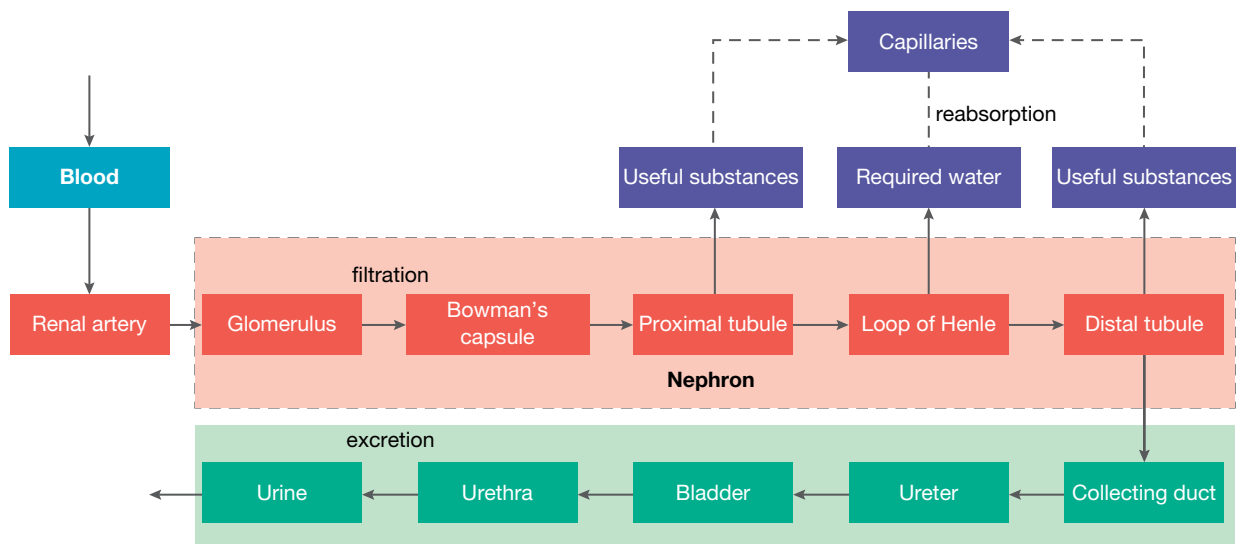 Capillaries
reabsorption
Blood
Useful substances
Required water
Useful substances
filtration
Renal artery
Glomerulus
Bowman’s
capsule
Proximal tubule
Loop of Henle
Distal tubule
Nephron
excretion
Urine
Urethra
Bladder
Ureter
Collecting duct